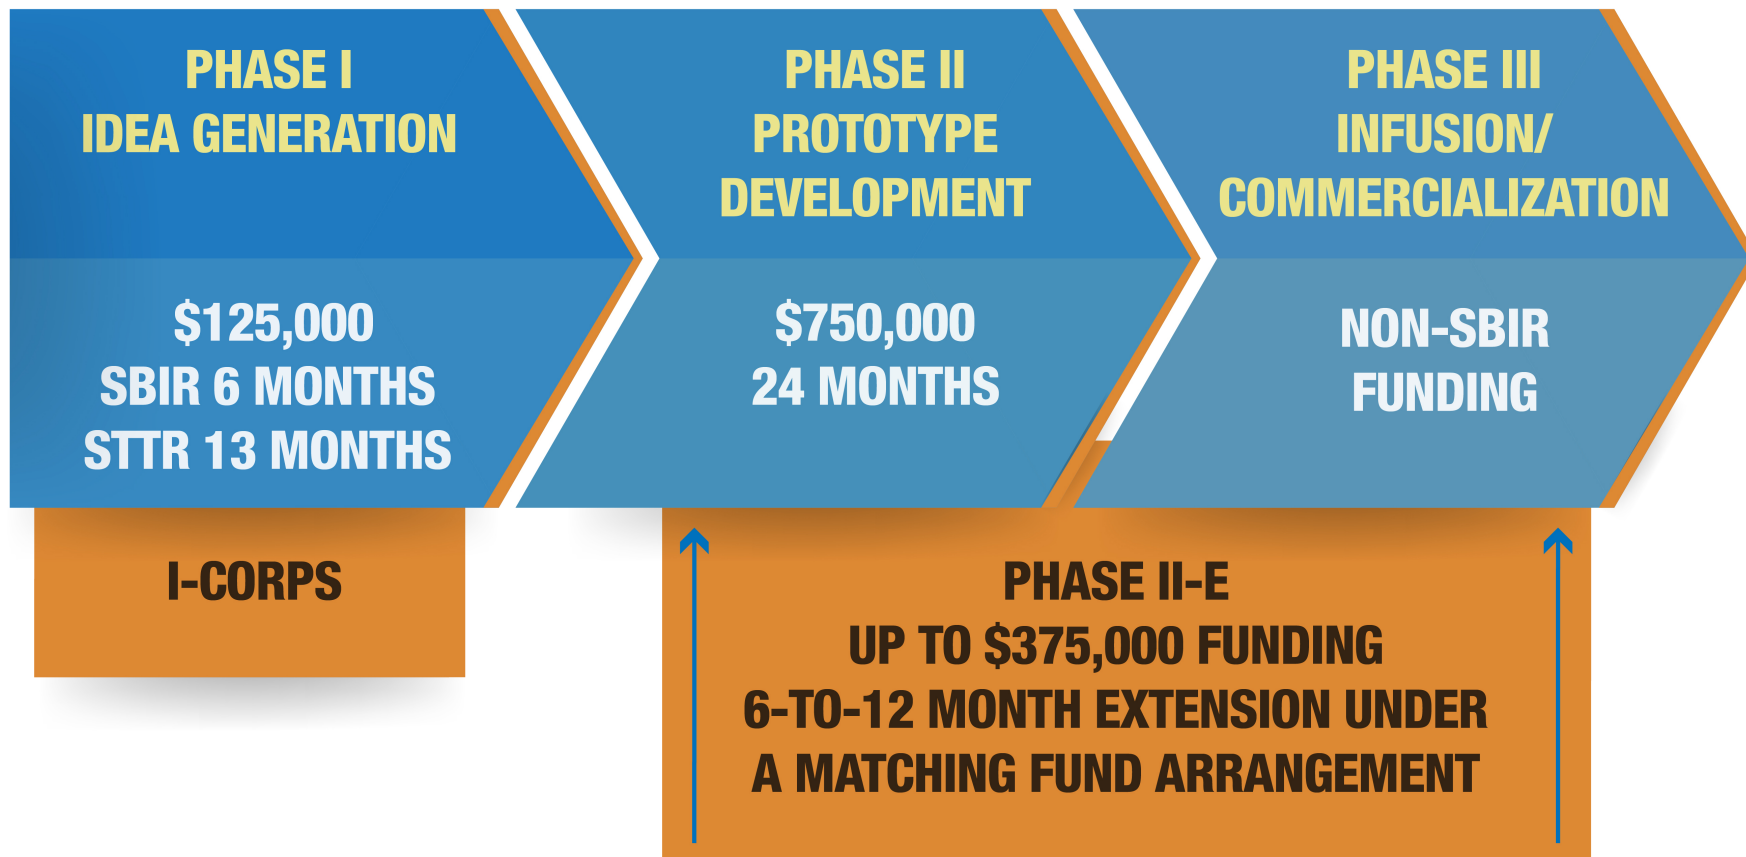 PHASE I
IDEA GENERATION
$125,000
SBIR 6 MONTHS
STTR 13 MONTHS
I-CORPS
PHASE II
PROTOTYPE
DEVELOPMENT
$750,000
24 MONTHS
PHASE III
INFUSION/
COMMERCIALIZATION
NON-SBIR
FUNDING
PHASE II-E
UP TO $375,000 FUNDING
6-TO-12 MONTH EXTENSION UNDER
A MATCHING FUND ARRANGEMENT